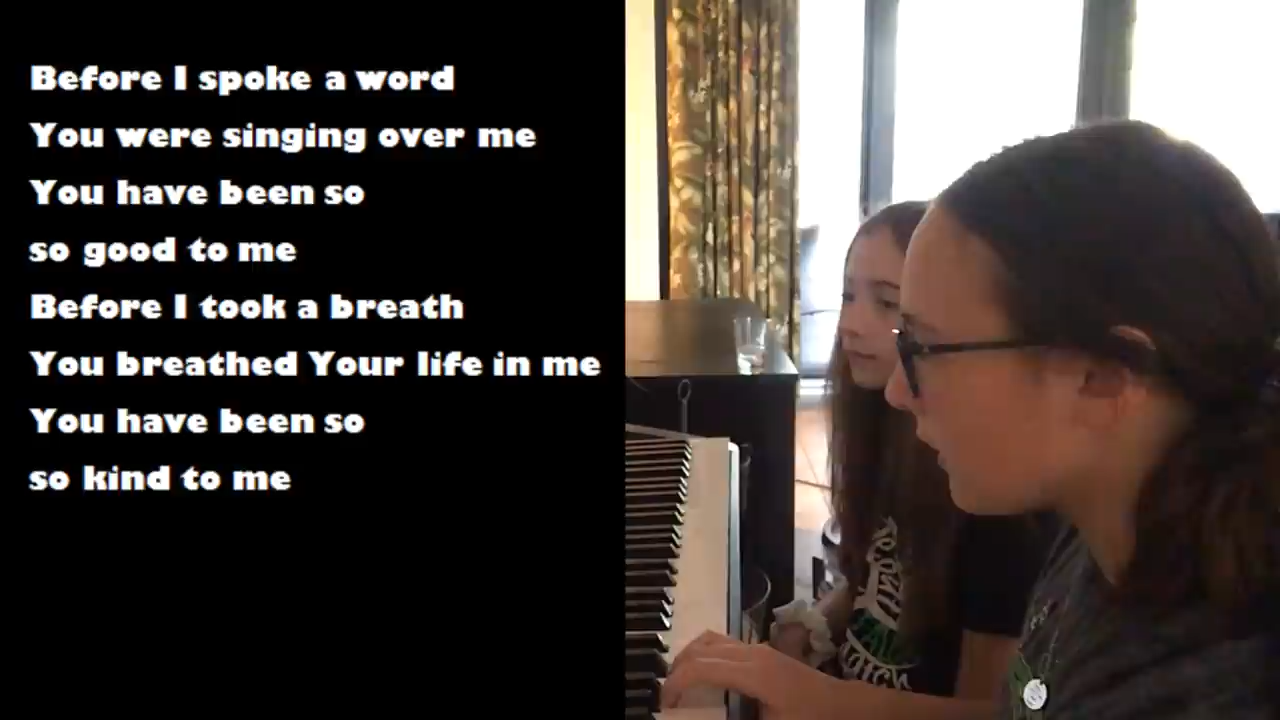 Before I spoke a word
You were singing over me
You have been so
so good to me
Before I took a breath
You breathed Your life in me
You have been so
so kind to me